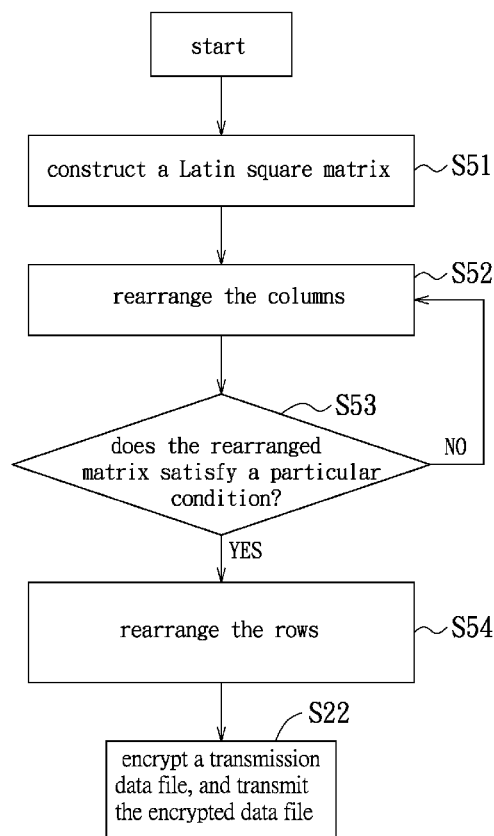 start
construct a Latin square matrix
S51
S52
rearrange the columns
S53
does the rearranged
matrix satisfy a particular
condition?
NO
YES
rearrange the rows
S54
S22
encrypt a transmission
data file, and transmit
the encrypted data file